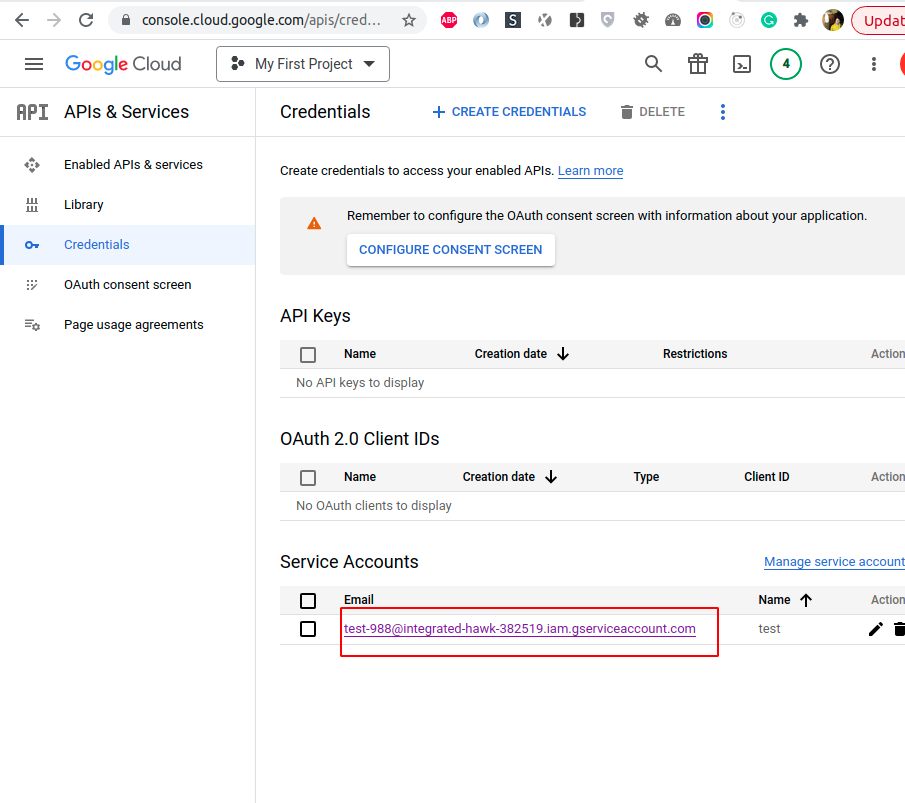 console.cloud.google.com/apis/cred...
ABP
S
Updat
Google Cloud
My First Project
4
API
APIs & Services
Credentials
CREATE CREDENTIALS
DELETE
Enabled APIs & services
Library
Credentials
OAuth consent screen
Page usage agreements
Create credentials to access your enabled APIs. Learn more
Remember to configure the OAuth consent screen with information about your application.
CONFIGURE CONSENT SCREEN
API Keys
Name Creation date Restrictions Action
No API keys to display
OAuth 2.0 Client IDs
Name Creation date Type Client ID Action
No OAuth clients to display
Service Accounts Manage service account
Email Name Action
test-988@integrated-hawk-382519.iam.gserviceaccount.com test